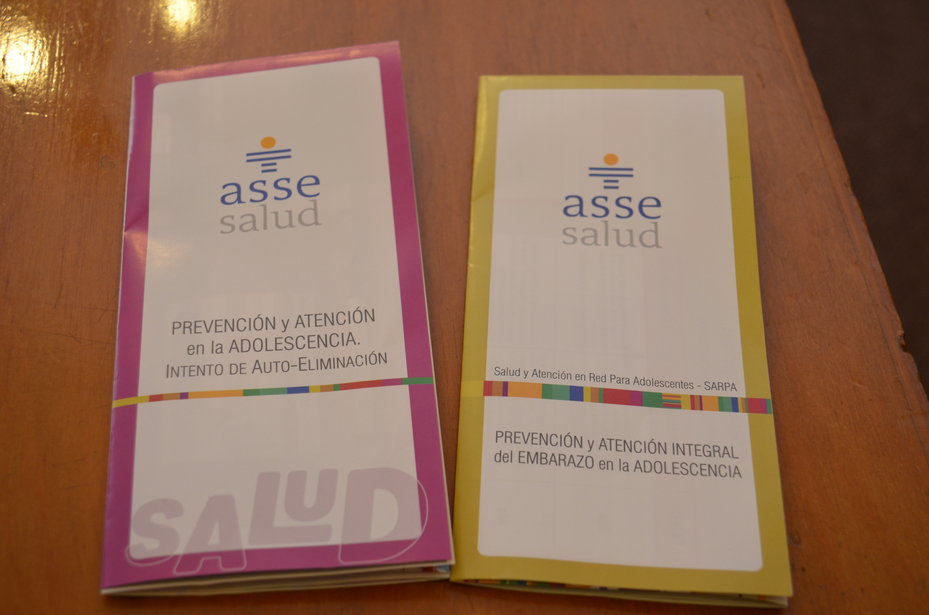 asse
salud
PREVENCIÓN y ATENCIÓN
en la ADOLESCENCIA.
INTENTO DE AUTO-ELIMINACIÓN
SALUD
asse
salud
Salud y Atención en Red Para Adolescentes - SARPA
PREVENCIÓN y ATENCIÓN INTEGRAL
del EMBARAZO en la ADOLESCENCIA